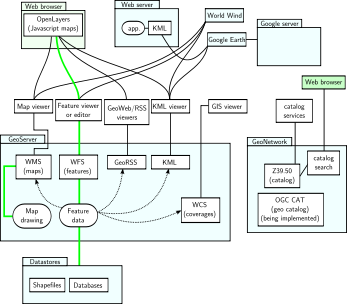 Web browser
OpenLayers
(Javascript maps)
Web server
app.
KML
World Wind
Google Earth
Google server
Web browser
Map viewer
Feature viewer
or editor
GeoWeb/RSS
viewers
KML viewer
GIS viewer
catalog
services
GeoServer
WMS
(maps)
WFS
(features)
GeoRSS
KML
Map
drawing
Feature
data
WCS
(coverages)
GeoNetwork
Z39.50
(catalog)
catalog
search
OGC CAT
(geo catalog)
(being implemented)
Datastores
Shapefiles
Databases